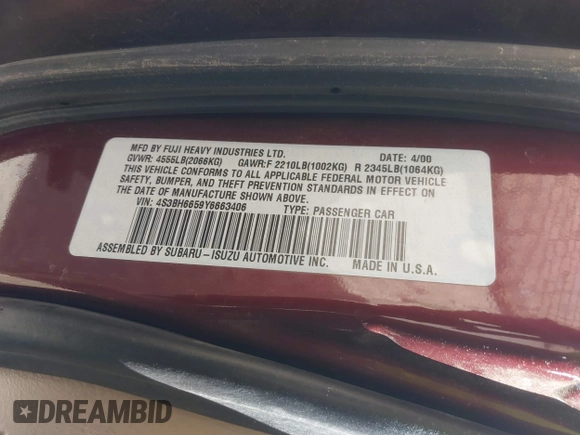 MFD BY FUJI HEAVY INDUSTRIES LTD. DATE: 4/00
GVWR: 4555LB(2066KG) GAWR:F 2210LB(1002KG) R 2345LB(1064KG)
THIS VEHICLE CONFORMS TO ALL APPLICABLE FEDERAL MOTOR VEHICLE
SAFETY, BUMPER, AND THEFT PREVENTION STANDARDS IN EFFECT ON
THE DATE OF MANUFACTURE SHOWN ABOVE.
VIN: 4S3BH6659Y6663406 TYPE: PASSENGER CAR
ASSEMBLED BY SUBARU-ISUZU AUTOMOTIVE INC. MADE IN U.S.A.
DREAMBID